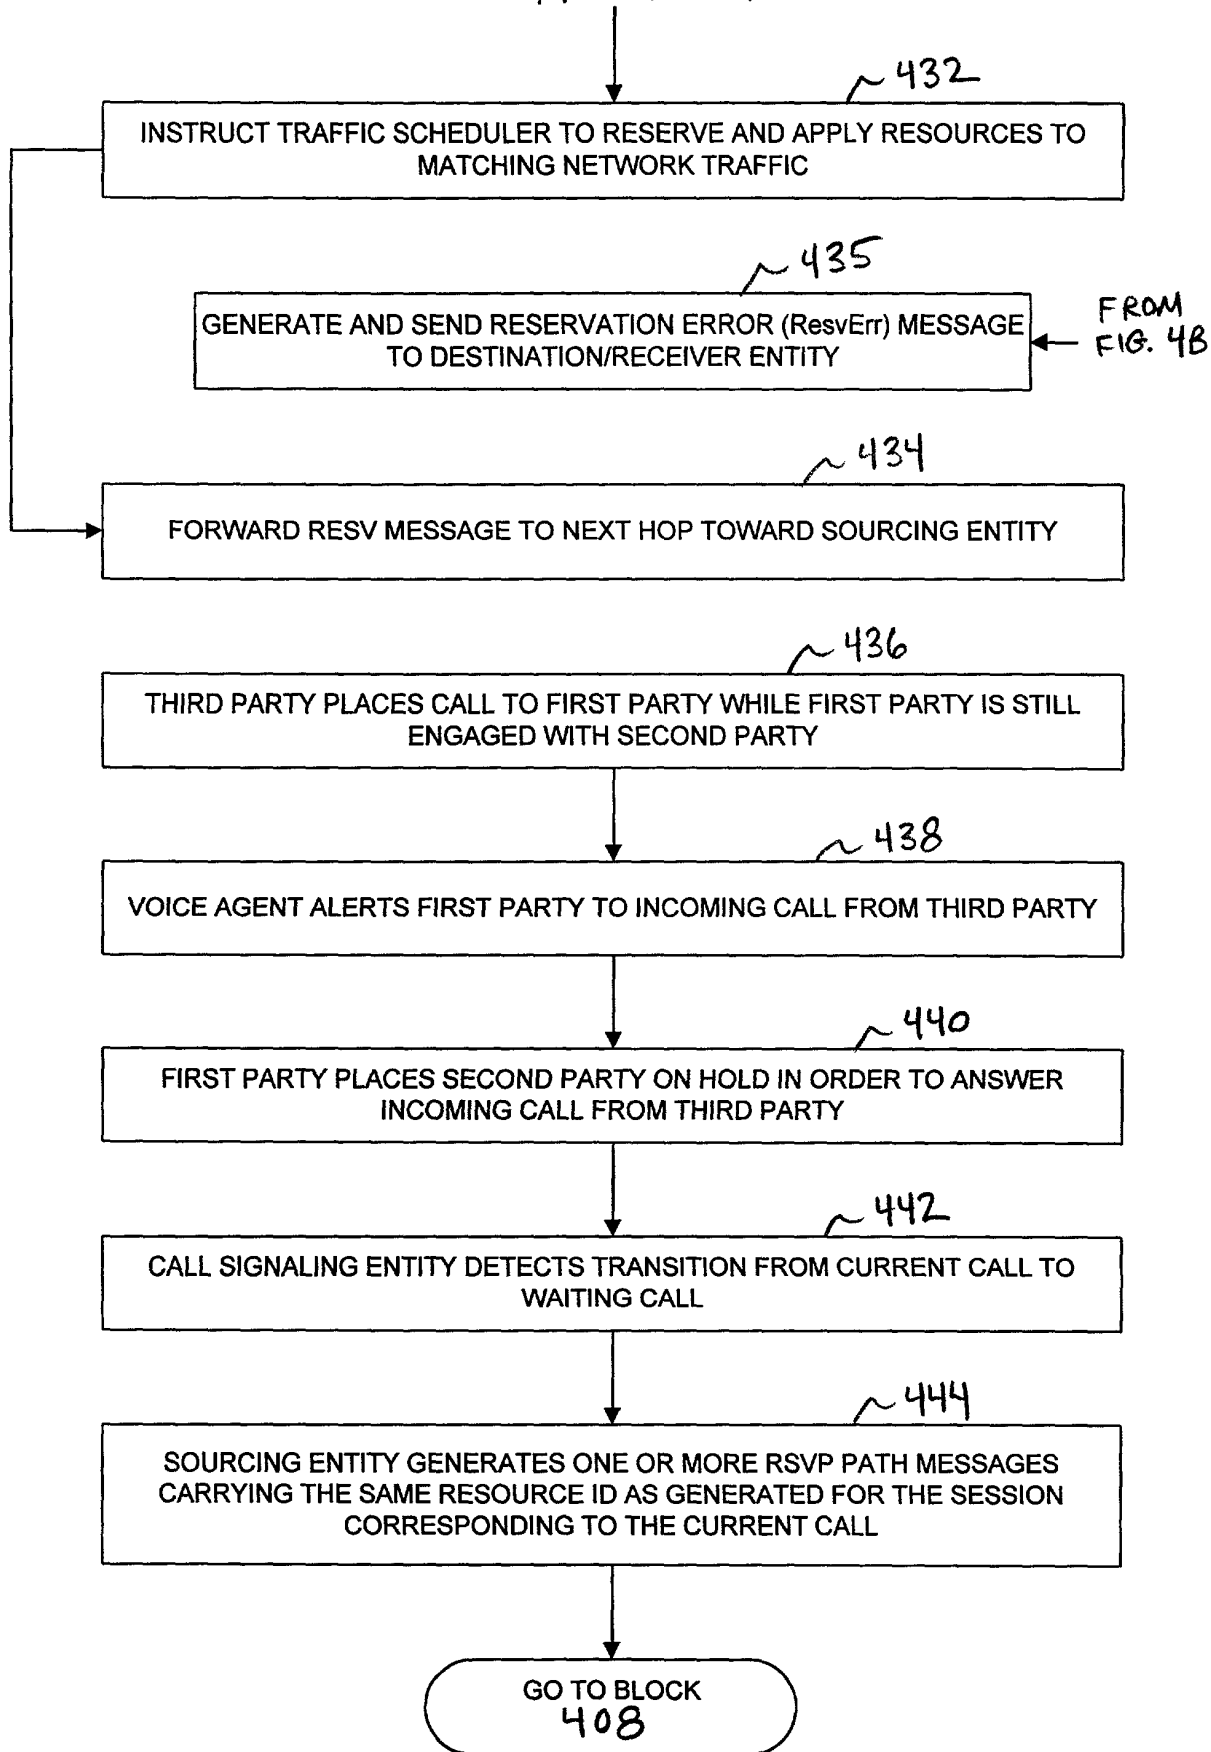 432
INSTRUCT TRAFFIC SCHEDULER TO RESERVE AND APPLY RESOURCES TO
MATCHING NETWORK TRAFFIC
435
GENERATE AND SEND RESERVATION ERROR (ResvErr) MESSAGE
TO DESTINATION/RECEIVER ENTITY
FROM
FIG. 4B
434
FORWARD RESV MESSAGE TO NEXT HOP TOWARD SOURCING ENTITY
436
THIRD PARTY PLACES CALL TO FIRST PARTY WHILE FIRST PARTY IS STILL
ENGAGED WITH SECOND PARTY
438
VOICE AGENT ALERTS FIRST PARTY TO INCOMING CALL FROM THIRD PARTY
440
FIRST PARTY PLACES SECOND PARTY ON HOLD IN ORDER TO ANSWER
INCOMING CALL FROM THIRD PARTY
442
CALL SIGNALING ENTITY DETECTS TRANSITION FROM CURRENT CALL TO
WAITING CALL
444
SOURCING ENTITY GENERATES ONE OR MORE RSVP PATH MESSAGES
CARRYING THE SAME RESOURCE ID AS GENERATED FOR THE SESSION
CORRESPONDING TO THE CURRENT CALL
GO TO BLOCK
408